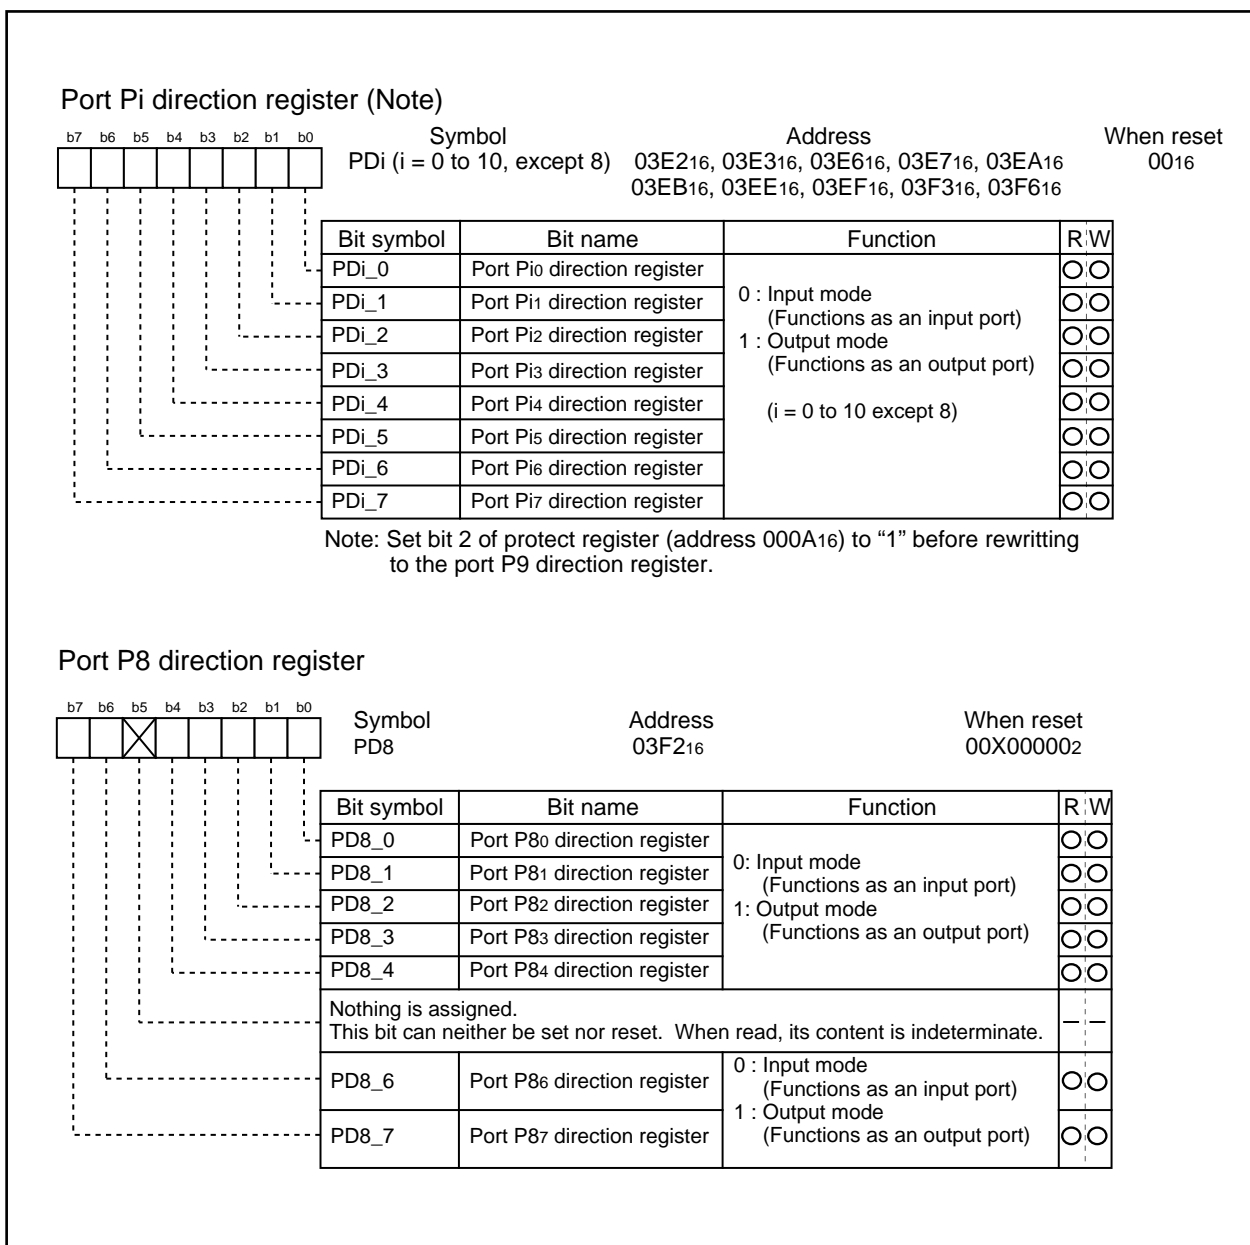 Port Pi direction register (Note)
b7 b6 b5 b4 b3 b2 b1 b0
Symbol Address When reset
PDi (i = 0 to 10, except 8) 03E216, 03E316, 03E616, 03E716, 03EA16 0016
03EB16, 03EE16, 03EF16, 03F316, 03F616
Bit symbol Bit name Function R W
PDi_0 Port Pi0 direction register
PDi_1 Port Pi1 direction register
PDi_2 Port Pi2 direction register
PDi_3 Port Pi3 direction register
PDi_4 Port Pi4 direction register
PDi_5 Port Pi5 direction register
PDi_6 Port Pi6 direction register
PDi_7 Port Pi7 direction register
0 : Input mode
(Functions as an input port)
1 : Output mode
(Functions as an output port)
(i = 0 to 10 except 8)
Note: Set bit 2 of protect register (address 000A16) to “1” before rewritting
to the port P9 direction register.
Port P8 direction register
b7 b6 b5 b4 b3 b2 b1 b0
Symbol Address When reset
PD8 03F216 00X000002
Bit symbol Bit name Function R W
PD8_0 Port P80 direction register
PD8_1 Port P81 direction register
PD8_2 Port P82 direction register
PD8_3 Port P83 direction register
PD8_4 Port P84 direction register
0: Input mode
(Functions as an input port)
1: Output mode
(Functions as an output port)
Nothing is assigned.
This bit can neither be set nor reset. When read, its content is indeterminate. – –
PD8_6 Port P86 direction register
PD8_7 Port P87 direction register
0 : Input mode
(Functions as an input port)
1 : Output mode
(Functions as an output port)